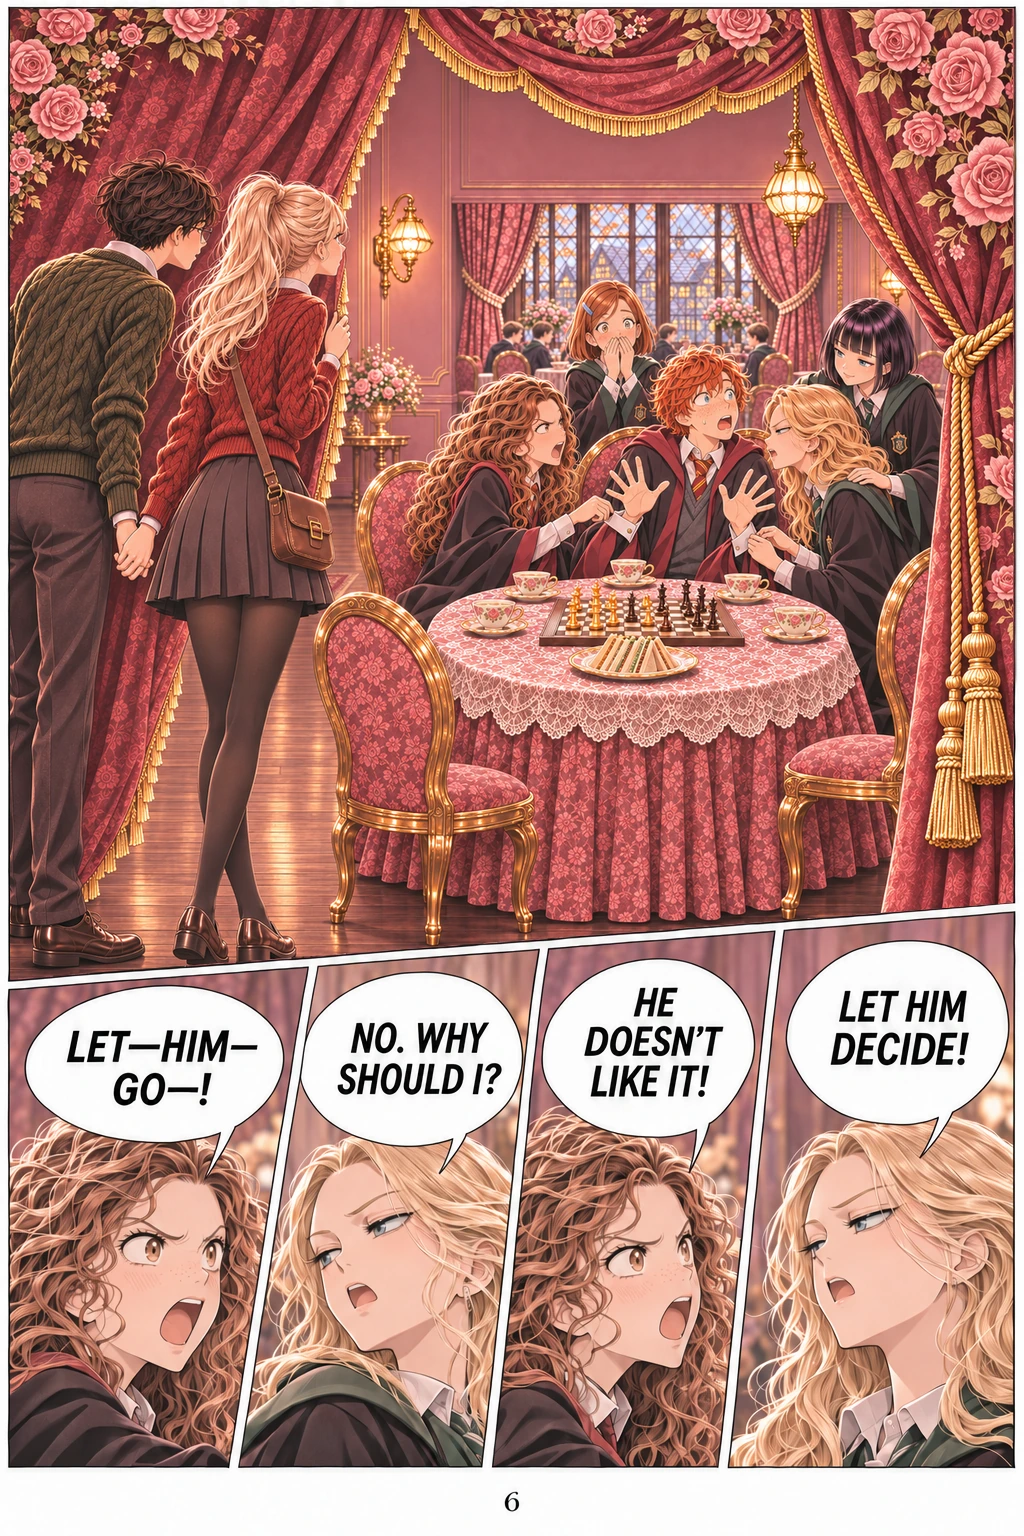 LET—HIM—
GO—!
NO. WHY
SHOULD I?
HE
DOESN'T
LIKE IT!
LET HIM
DECIDE!
6